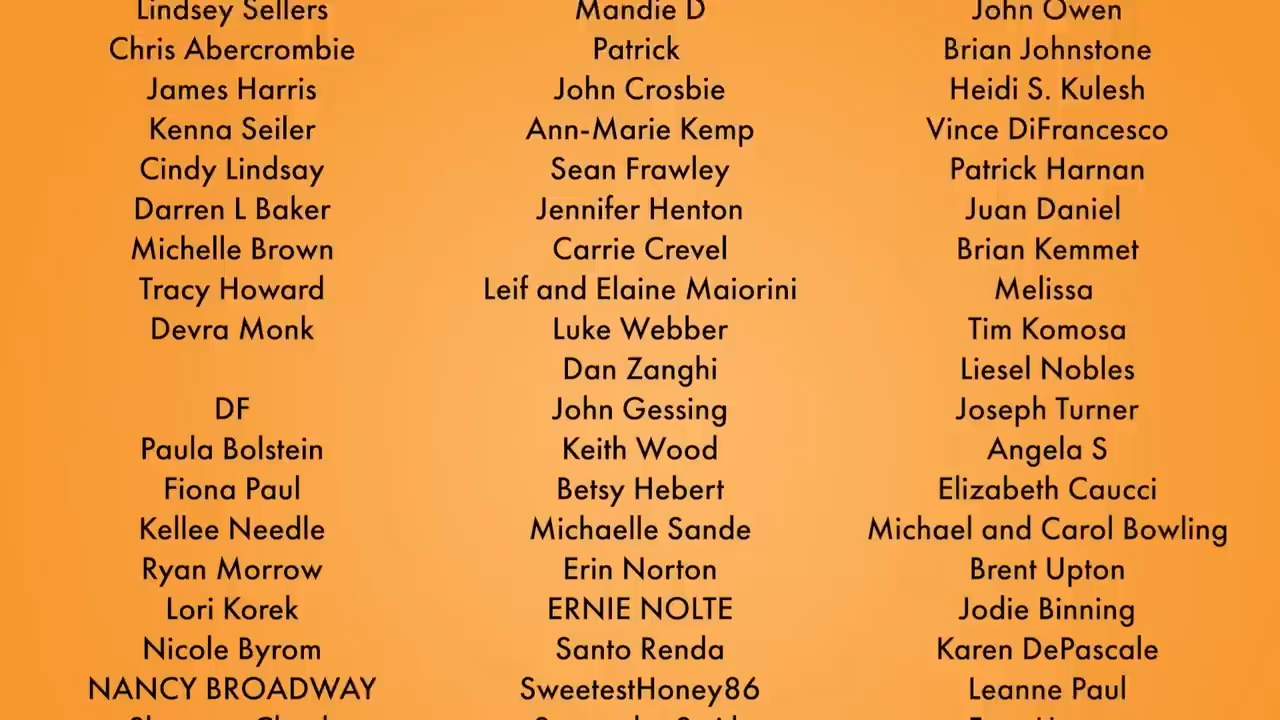 Lindsey Sellers
Chris Abercrombie
James Harris
Kenna Seiler
Cindy Lindsay
Darren L Baker
Michelle Brown
Tracy Howard
Devra Monk
DF
Paula Bolstein
Fiona Paul
Kellee Needle
Ryan Morrow
Lori Korek
Nicole Byrom
NANCY BROADWAY
Mandie D
Patrick
John Crosbie
Ann-Marie Kemp
Sean Frawley
Jennifer Henton
Carrie Crevel
Leif and Elaine Maiorini
Luke Webber
Dan Zanghi
John Gessing
Keith Wood
Betsy Hebert
Michaelle Sande
Erin Norton
ERNIE NOLTE
Santo Renda
SweetestHoney86
John Owen
Brian Johnstone
Heidi S. Kulesh
Vince DiFrancesco
Patrick Harnan
Juan Daniel
Brian Kemmet
Melissa
Tim Komosa
Liesel Nobles
Joseph Turner
Angela S
Elizabeth Caucci
Michael and Carol Bowling
Brent Upton
Jodie Binning
Karen DePascale
Leanne Paul